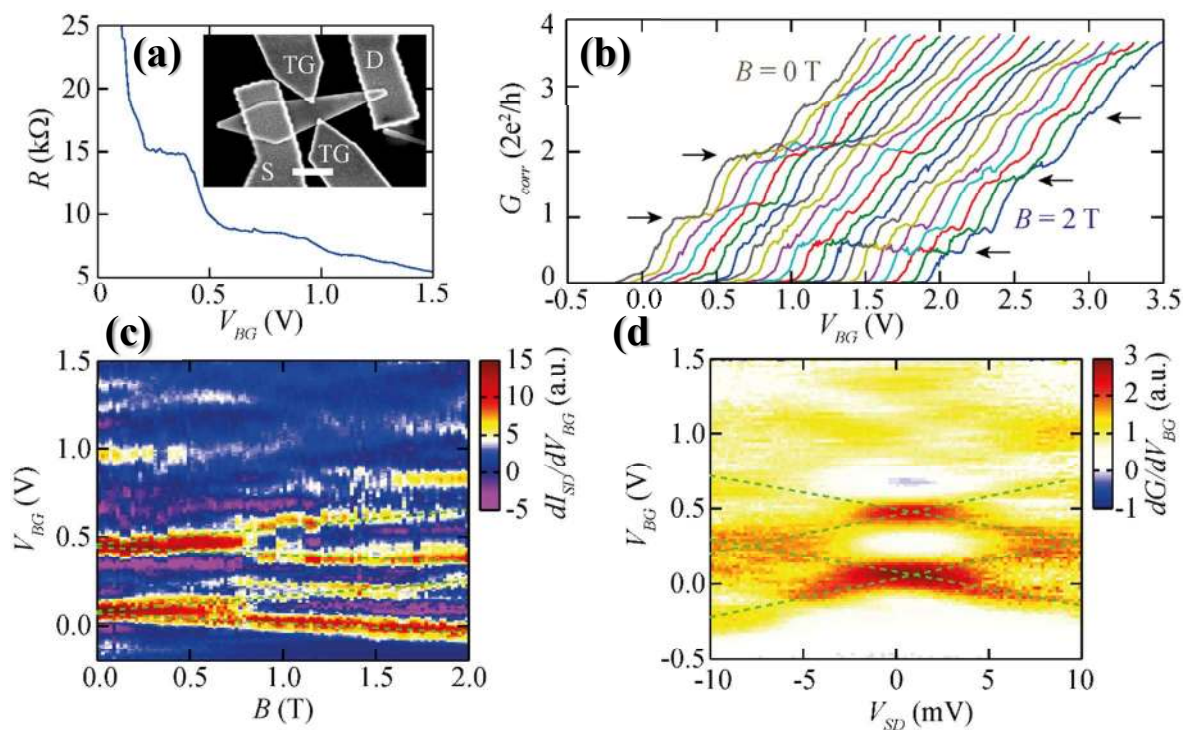 (a)
25
20
15
10
5
R (kΩ)
0
0.5
1.0
1.5
V_BG (V)
TG
D
S
TG
(b)
4
3
2
1
0
G_corr (2e²/h)
B = 0 T
B = 2 T
-0.5
0.0
0.5
1.0
1.5
2.0
2.5
3.0
3.5
V_BG (V)
(c)
1.5
1.0
0.5
0.0
V_BG (V)
0.0
0.5
1.0
1.5
2.0
B (T)
15
10
5
0
-5
dI_SD/dV_BG (a.u.)
(d)
1.5
1.0
0.5
0.0
-0.5
V_BG (V)
-10
-5
0
5
10
V_SD (mV)
3
2
1
0
-1
dG/dV_BG (a.u.)